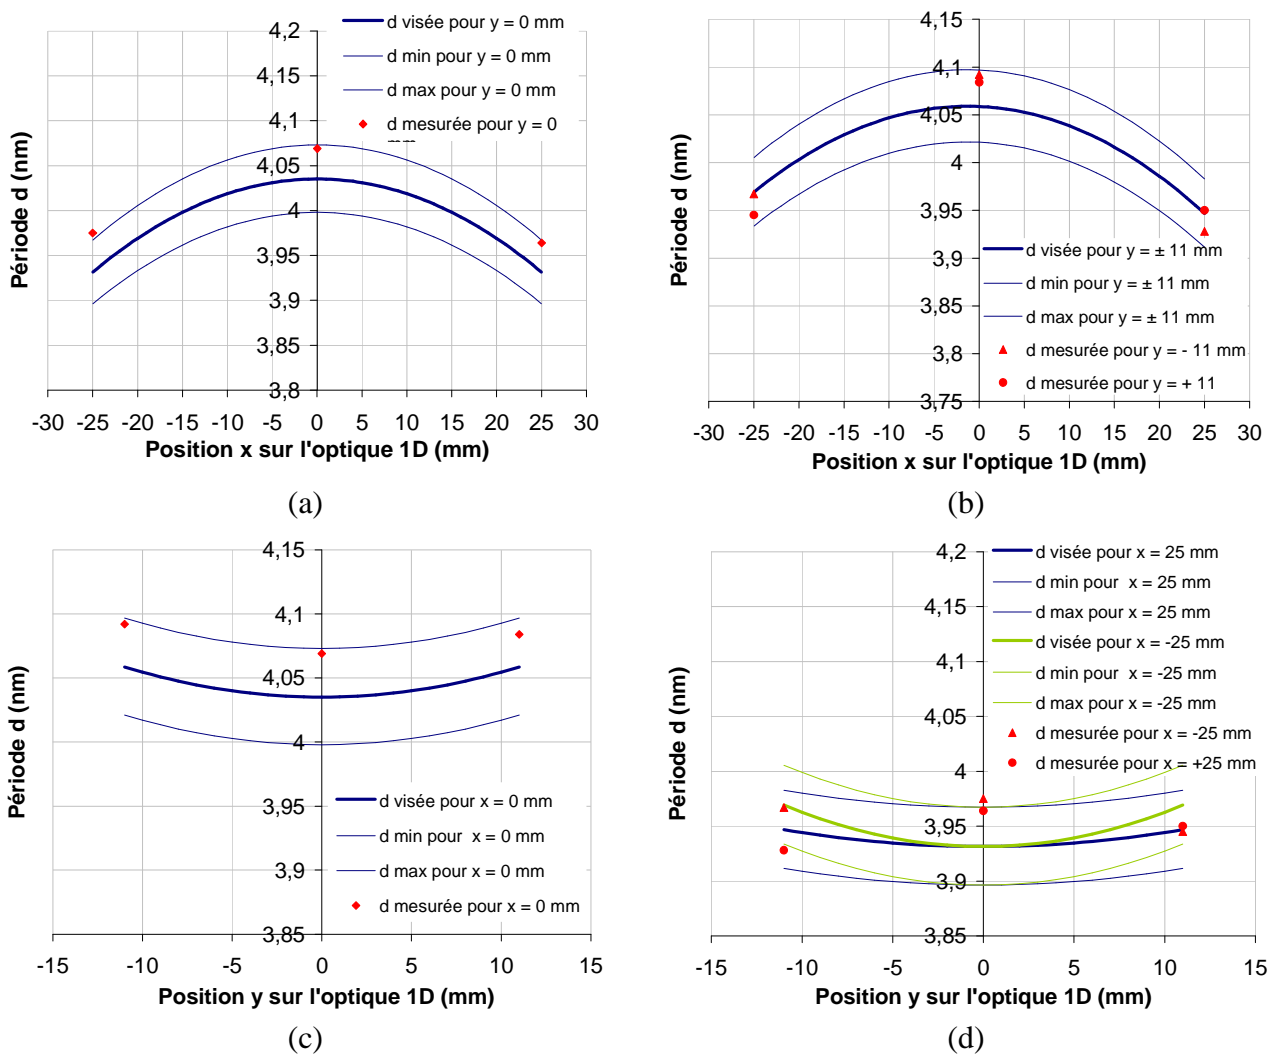 d visée pour y = 0 mm
d min pour y = 0 mm
d max pour y = 0 mm
d mesurée pour y = 0
4,2
4,15
4,1
4,05
4
3,95
3,9
3,85
3,8
Période d (nm)
-30 -25 -20 -15 -10 -5 0 5 10 15 20 25 30
Position x sur l'optique 1D (mm)
(a)
4,15
4,1
4,05
4
3,95
3,9
3,85
3,8
3,75
Période d (nm)
d visée pour y = ± 11 mm
d min pour y = ± 11 mm
d max pour y = ± 11 mm
d mesurée pour y = - 11 mm
d mesurée pour y = + 11
-30 -25 -20 -15 -10 -5 0 5 10 15 20 25 30
Position x sur l'optique 1D (mm)
(b)
4,15
4,1
4,05
4
3,95
3,9
3,85
Période d (nm)
d visée pour x = 0 mm
d min pour x = 0 mm
d max pour x = 0 mm
d mesurée pour x = 0 mm
-15 -10 -5 0 5 10 15
Position y sur l'optique 1D (mm)
(c)
4,2
4,15
4,1
4,05
4
3,95
3,9
3,85
Période d (nm)
d visée pour x = 25 mm
d min pour x = 25 mm
d max pour x = 25 mm
d visée pour x = -25 mm
d min pour x = -25 mm
d max pour x = -25 mm
d mesurée pour x = -25 mm
d mesurée pour x = +25 mm
-15 -10 -5 0 5 10 15
Position y sur l'optique 1D (mm)
(d)